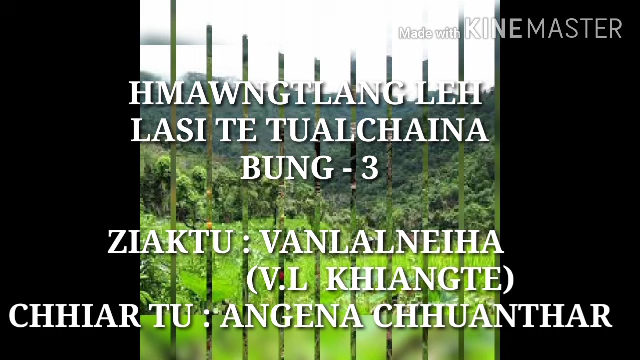 Made with KINEMASTER
HMAWNGTLANG LEH
LASI TE TUALCHAINA
BUNG - 3
ZIAKTU : VANLALNEIHA
(V.L KHIANGTE)
CHHIAR TU : ANGENA CHHUANTHAR